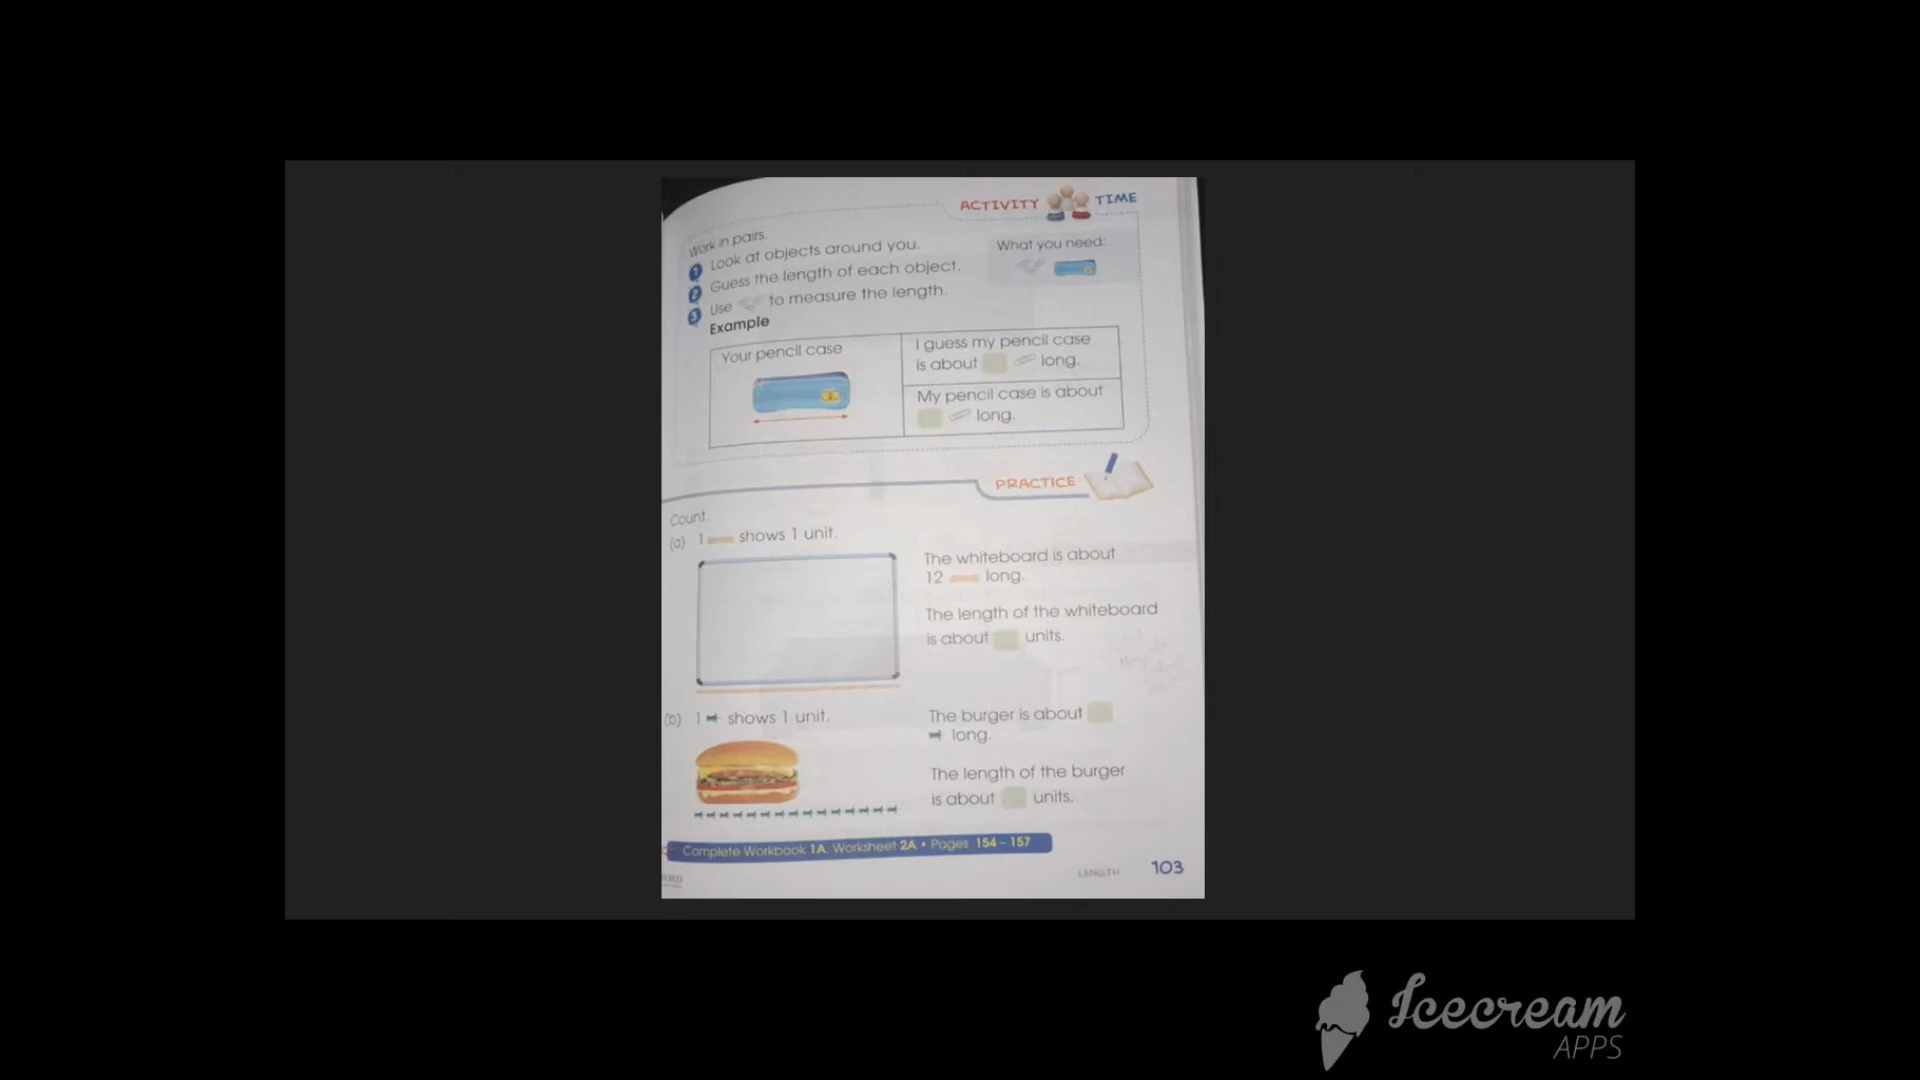 ACTIVITY TIME
Work in pairs.
1 Look at objects around you.
2 Guess the length of each object.
3 Use to measure the length.
What you need:
Example
Your pencil case
I guess my pencil case
is about long.
My pencil case is about
long.
PRACTICE
Count.
(a) 1 shows 1 unit.
The whiteboard is about
12 long.
The length of the whiteboard
is about units.
(b) 1 shows 1 unit.
The burger is about
long.
The length of the burger
is about units.
Complete Workbook 1A, Worksheet 2A • Pages 154 – 157
LENGTH 103
Icecream
APPS